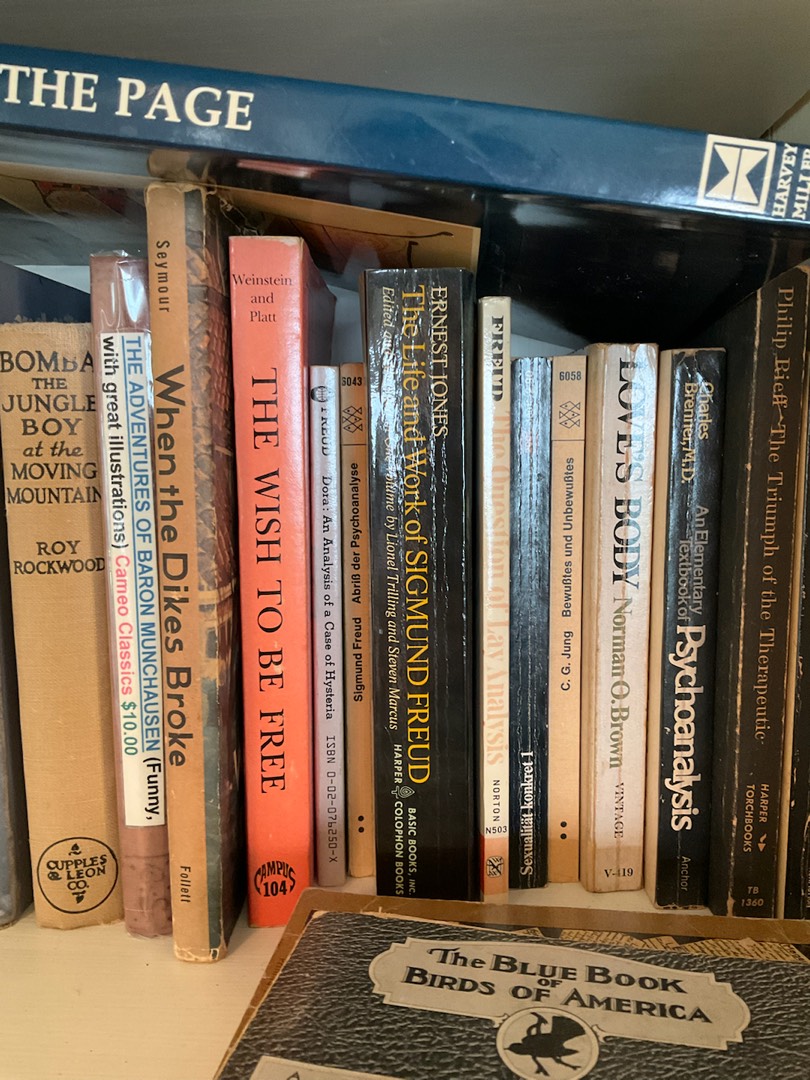 THE PAGE
HARVEY
MILLER
BOMBA
THE
JUNGLE
BOY
at the
MOVING
MOUNTAIN
ROY
ROCKWOOD
CUPPLES
& LEON
CO.
THE ADVENTURES OF BARON MUNCHAUSEN (Funny,
with great illustrations) Cameo Classics $10.00
Seymour
When the Dikes Broke
Follett
Weinstein
and
Platt
THE WISH TO BE FREE
CAMPUS
104
FREUD Dora: An Analysis of a Case of Hysteria ISBN 0-02-076250-X
6043
Sigmund Freud Abriß der Psychoanalyse
ERNEST JONES
The Life and Work of SIGMUND FREUD
Edited and in one volume by Lionel Trilling and Steven Marcus
BASIC BOOKS, INC.
HARPER COLOPHON BOOKS
FREUD The Question of Lay Analysis
NORTON
N503
Sexualität konkret 1
6058
C. G. Jung Bewußtes und Unbewußtes
LOVE'S BODY Norman O. Brown
VINTAGE
V-419
Charles
Brenner, M.D.
An Elementary
Textbook of
Psychoanalysis
Anchor
Philip Rieff The Triumph of the Therapeutic
HARPER
TORCHBOOKS
TB
1360
The BLUE BOOK
OF
BIRDS OF AMERICA